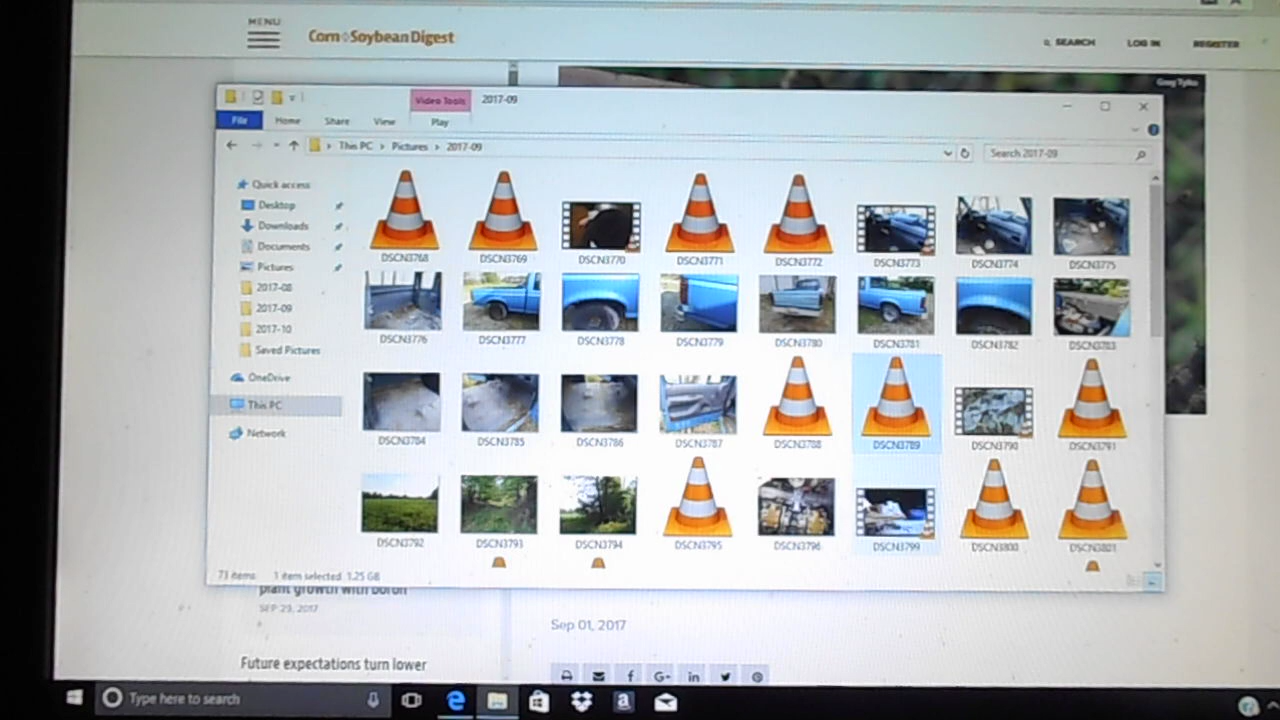 MENU
Corn+Soybean Digest
SEARCH LOG IN REGISTER
Greg Tylka
Video Tools 2017-09
File Home Share View Play
This PC > Pictures > 2017-09
Search 2017-09
Quick access
Desktop
Downloads
Documents
Pictures
2017-08
2017-09
2017-10
Saved Pictures
OneDrive
This PC
Network
DSCN3768 DSCN3769 DSCN3770 DSCN3771 DSCN3772 DSCN3773 DSCN3774 DSCN3775
DSCN3776 DSCN3777 DSCN3778 DSCN3779 DSCN3780 DSCN3781 DSCN3782 DSCN3783
DSCN3784 DSCN3785 DSCN3786 DSCN3787 DSCN3788 DSCN3789 DSCN3790 DSCN3791
DSCN3792 DSCN3793 DSCN3794 DSCN3795 DSCN3796 DSCN3799 DSCN3800 DSCN3801
73 items 1 item selected 1.25 GB
plant growth with boron
SEP 29, 2017
Sep 01, 2017
Future expectations turn lower
f G+ in
Type here to search